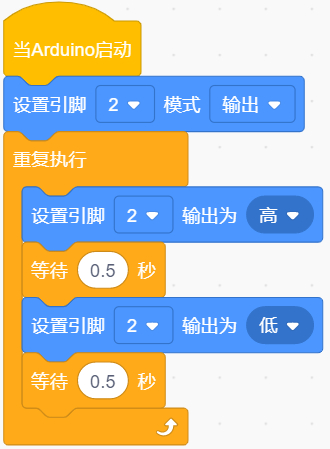 当Arduino启动
设置引脚 2 模式 输出
重复执行
设置引脚 2 输出为 高
等待 0.5 秒
设置引脚 2 输出为 低
等待 0.5 秒